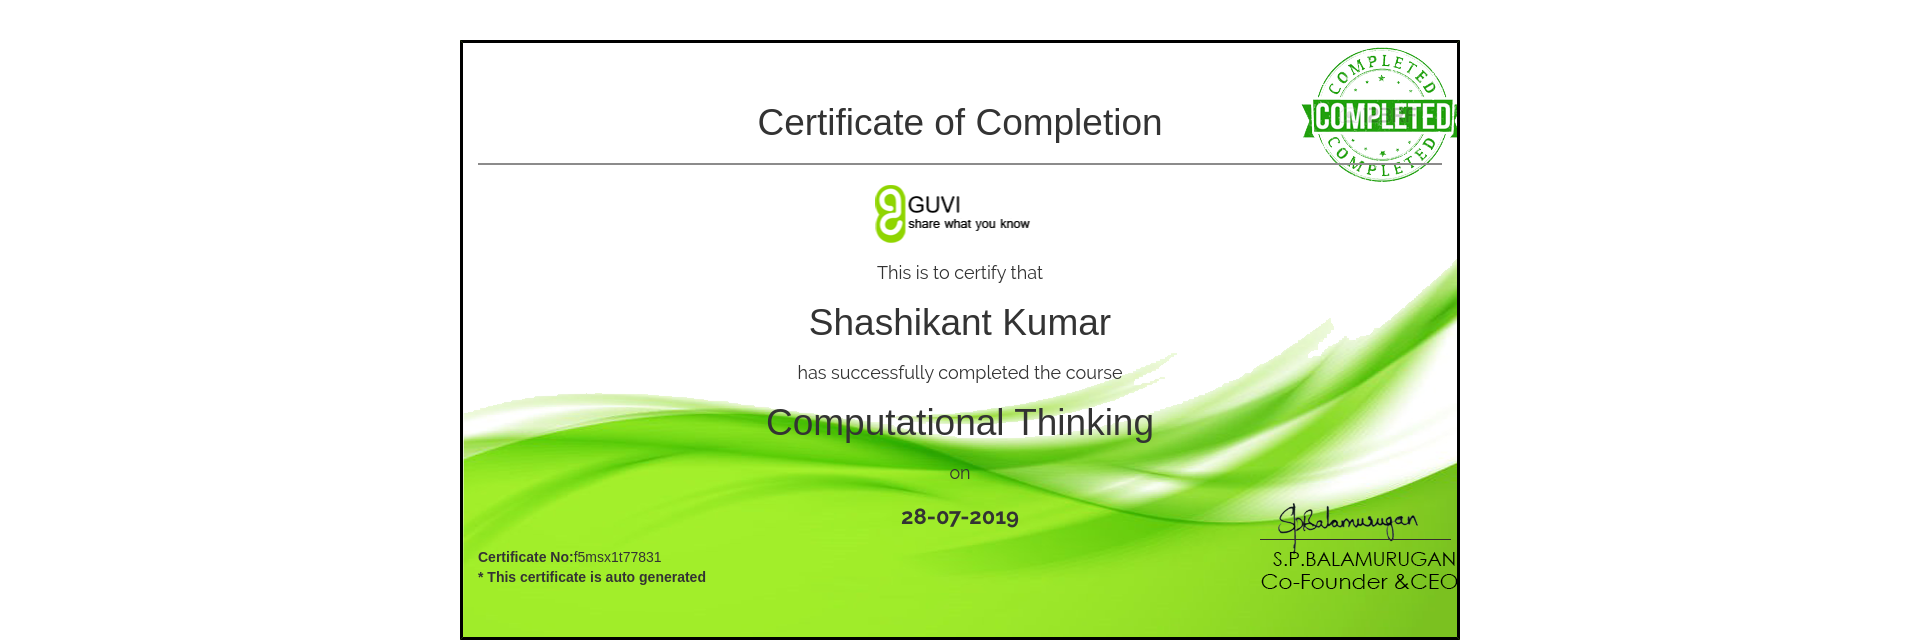 Certificate of Completion
COMPLETED
COMPLETED
COMPLETED
GUVI
share what you know
This is to certify that
Shashikant Kumar
has successfully completed the course
Computational Thinking
on
28-07-2019
Certificate No:f5msx1t77831
* This certificate is auto generated
S.P.Balamurugan
S.P.BALAMURUGAN
Co-Founder &CEO